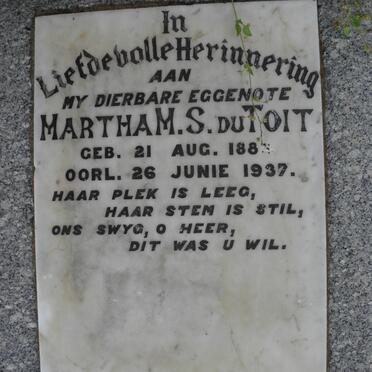 In
Liefdevolle Herinnering
AAN
MY DIERBARE EGGENOTE
MARTHA M. S. DU TOIT
GEB. 21 AUG.
OORL. 26 JUNIE 1937.
HAAR PLEK IS LEEG,
HAAR STEM IS STIL,
ONS SWYG, O HEER,
DIT WAS U WIL.